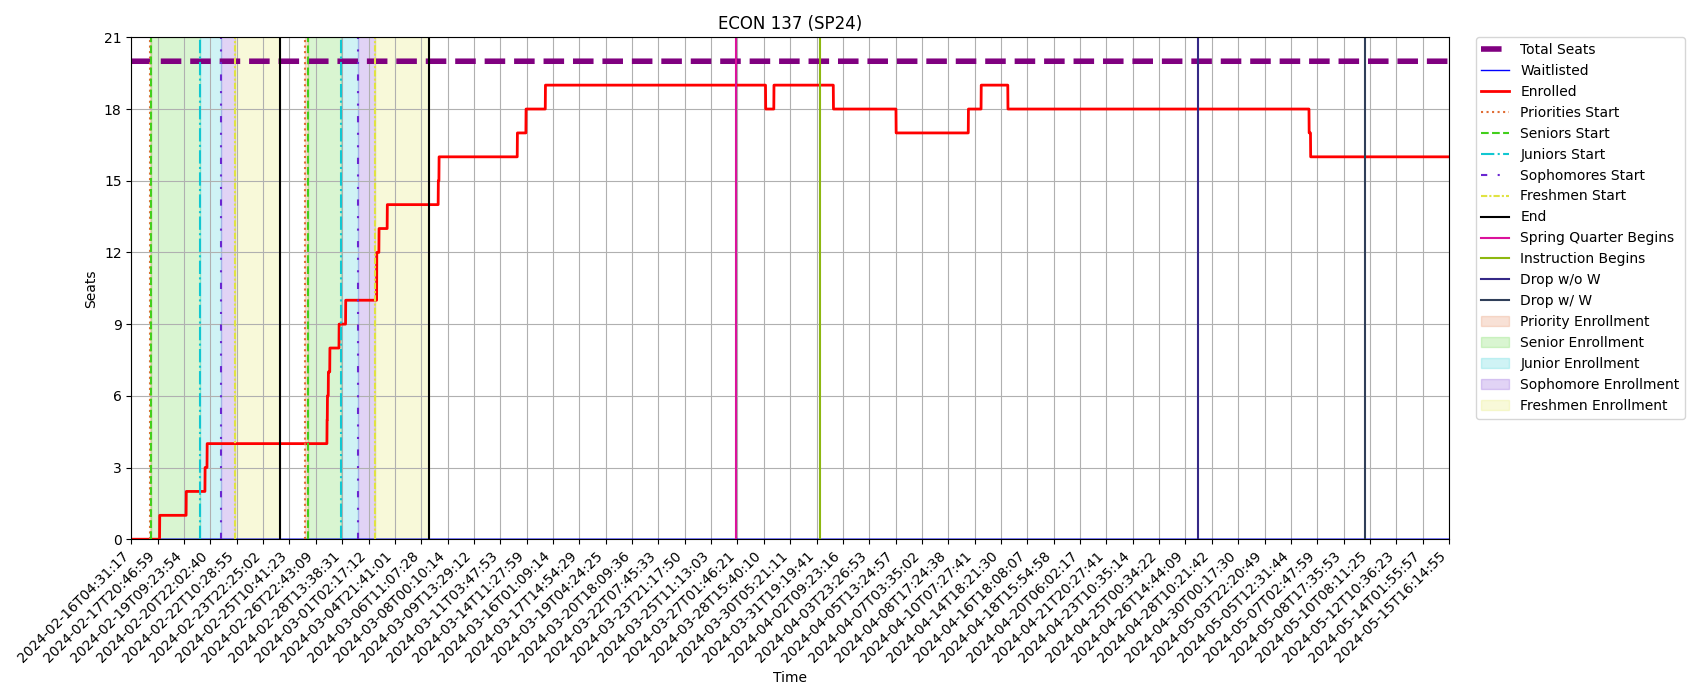 ECON 137 (SP24)
21
18
15
12
9
6
3
0
Seats
2024-02-16T04:31:17
2024-02-17T20:46:59
2024-02-19T09:23:54
2024-02-20T22:02:40
2024-02-22T10:28:55
2024-02-23T22:25:02
2024-02-25T10:41:23
2024-02-26T22:43:09
2024-02-28T13:38:31
2024-03-01T02:17:12
2024-03-04T21:41:01
2024-03-06T11:07:28
2024-03-08T00:10:14
2024-03-09T13:29:12
2024-03-11T03:47:53
2024-03-14T11:27:59
2024-03-16T01:09:14
2024-03-17T14:54:29
2024-03-19T04:24:25
2024-03-20T18:09:36
2024-03-22T07:45:33
2024-03-23T21:17:50
2024-03-25T11:13:03
2024-03-27T01:46:21
2024-03-28T15:40:10
2024-03-30T05:21:11
2024-03-31T19:19:41
2024-04-02T09:23:16
2024-04-03T23:26:53
2024-04-05T13:24:57
2024-04-07T03:35:02
2024-04-08T17:24:38
2024-04-10T07:27:41
2024-04-14T18:21:30
2024-04-16T18:08:07
2024-04-18T15:54:58
2024-04-20T06:02:17
2024-04-21T20:27:41
2024-04-23T10:35:14
2024-04-25T00:34:22
2024-04-26T14:44:09
2024-04-28T10:21:42
2024-04-30T00:17:30
2024-05-03T22:20:49
2024-05-05T12:31:44
2024-05-07T02:47:59
2024-05-08T17:35:53
2024-05-10T08:11:25
2024-05-12T10:36:23
2024-05-14T01:55:57
2024-05-15T16:14:55
Time
Total Seats
Waitlisted
Enrolled
Priorities Start
Seniors Start
Juniors Start
Sophomores Start
Freshmen Start
End
Spring Quarter Begins
Instruction Begins
Drop w/o W
Drop w/ W
Priority Enrollment
Senior Enrollment
Junior Enrollment
Sophomore Enrollment
Freshmen Enrollment